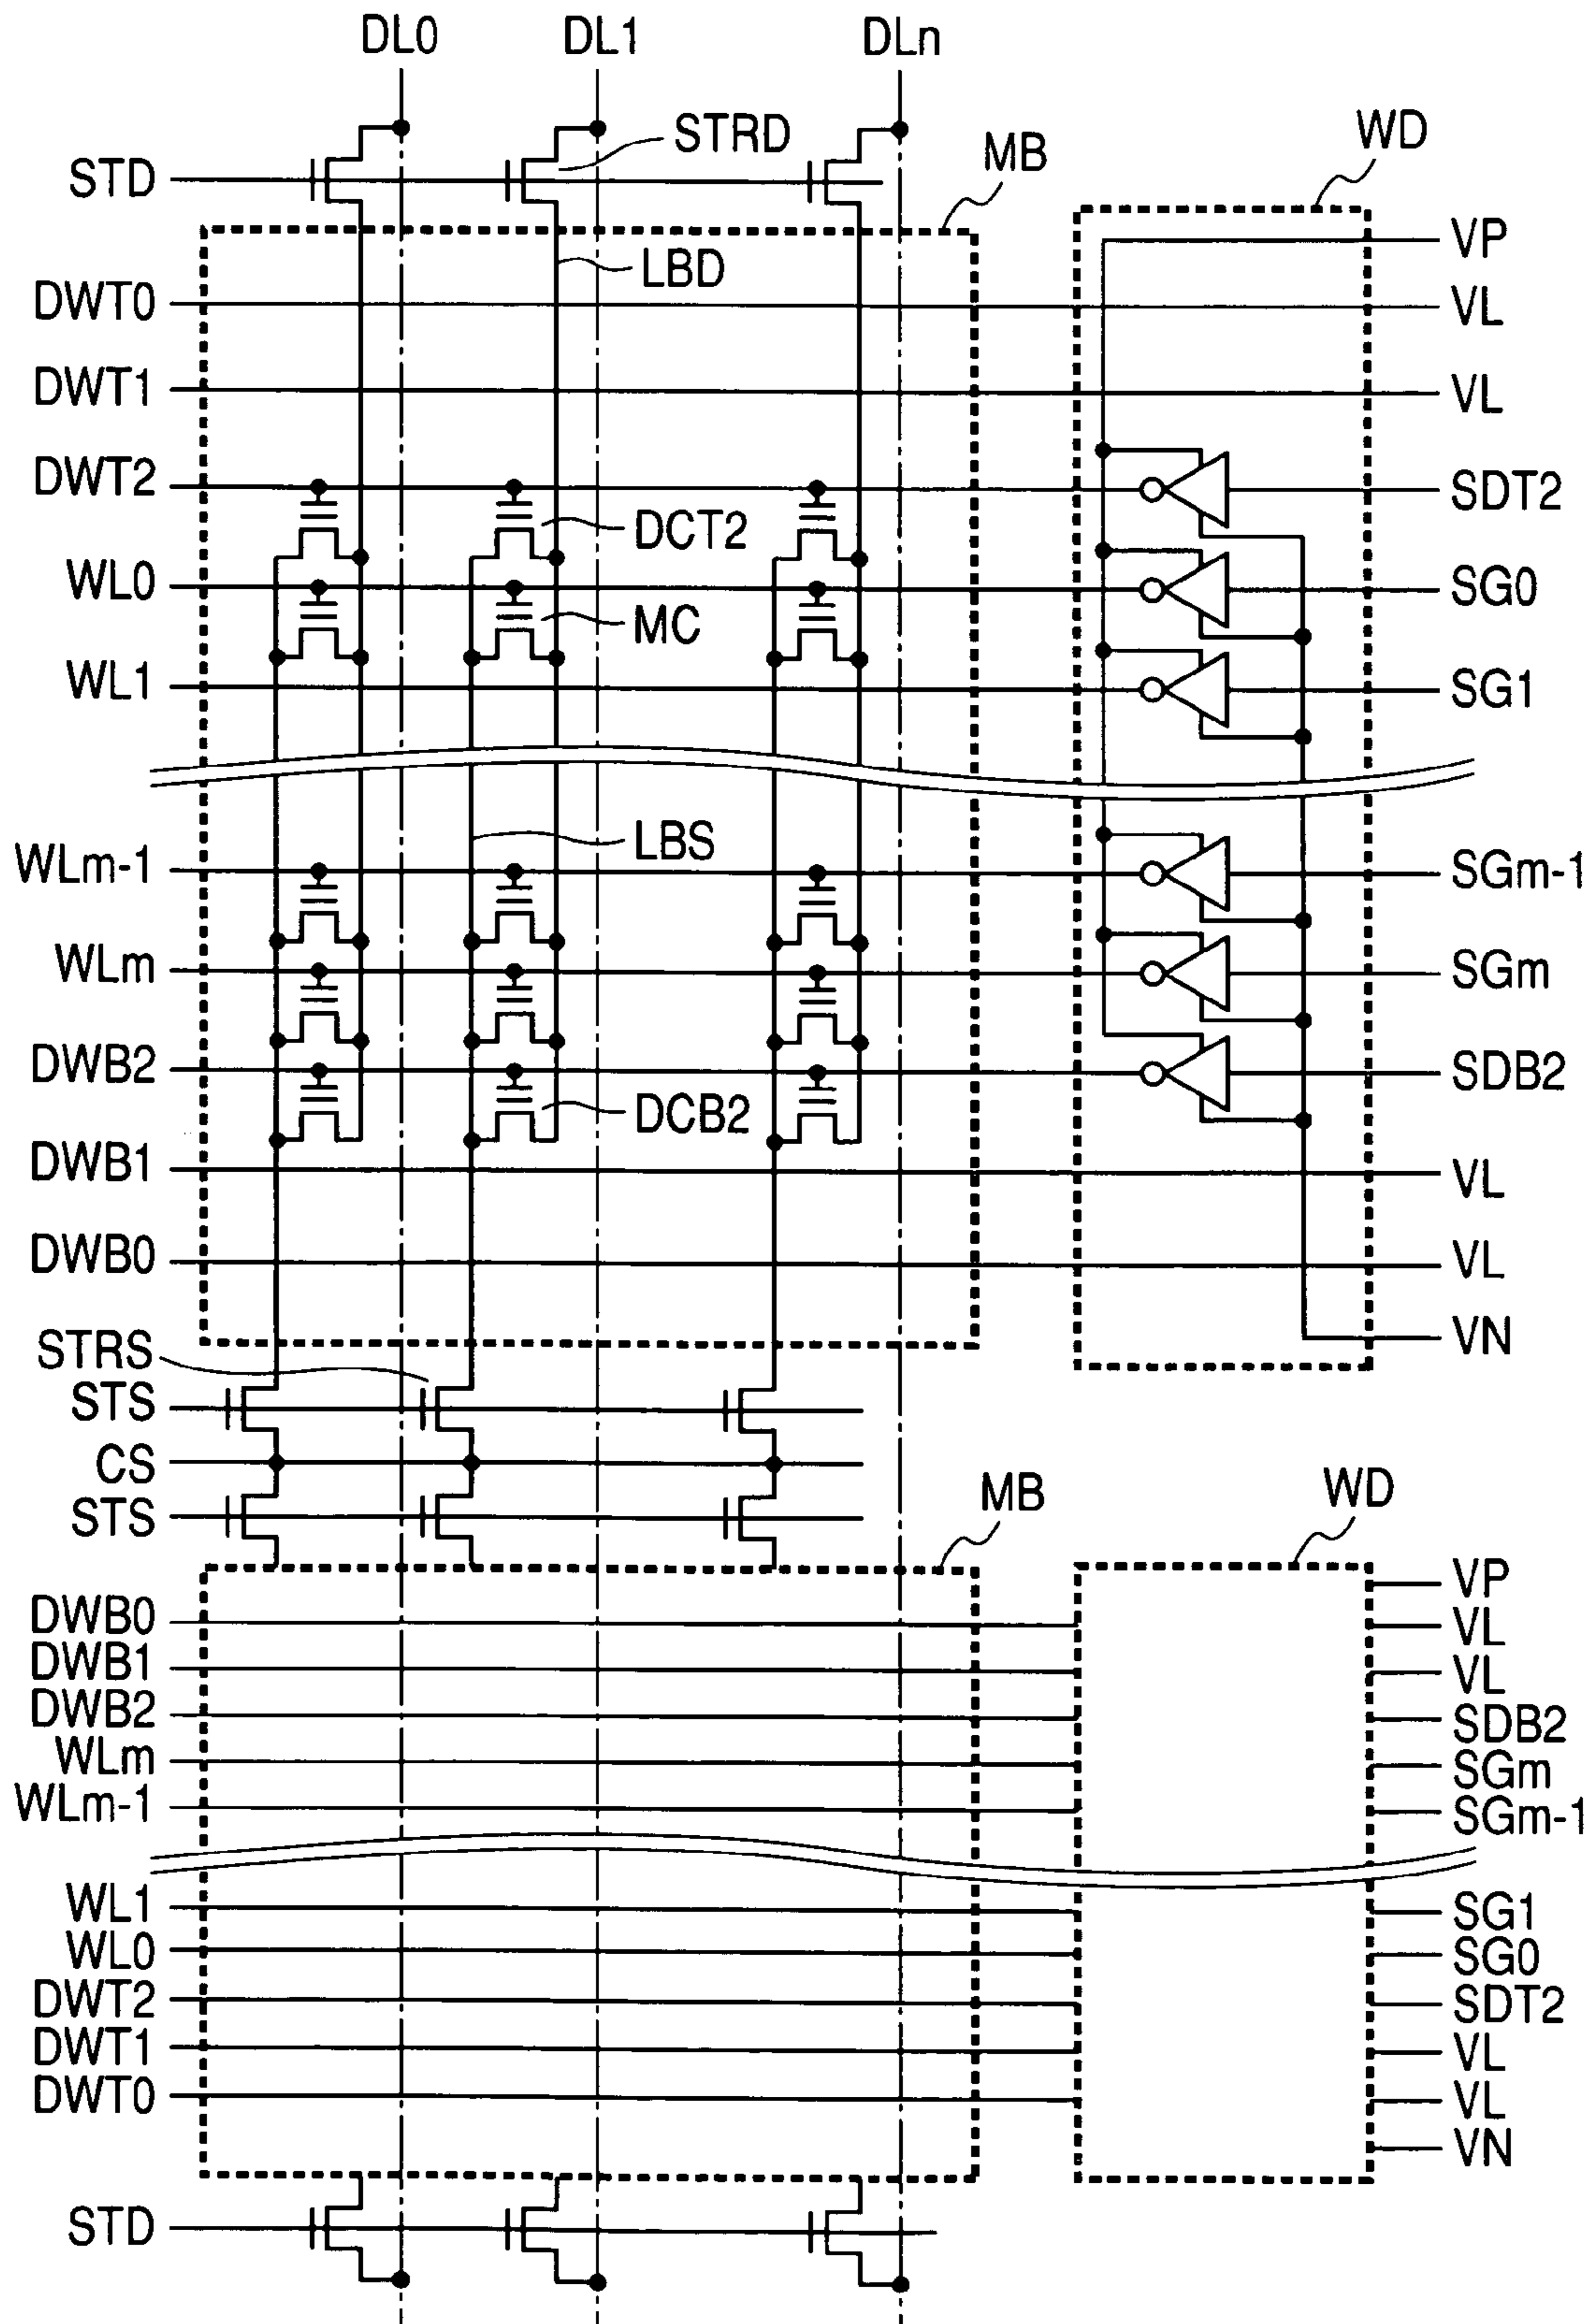 DL0 DL1 DLn
STRD MB WD
STD
VP
LBD
DWT0 VL
DWT1 VL
DWT2 SDT2
DCT2
WL0 SG0
MC
WL1 SG1
LBS
WLm-1 SGm-1
WLm SGm
DWB2 SDB2
DCB2
DWB1 VL
DWB0 VL
VN
STRS
STS
CS
STS MB WD
VP
DWB0 VL
DWB1 VL
DWB2 SDB2
WLm SGm
WLm-1 SGm-1
WL1 SG1
WL0 SG0
DWT2 SDT2
DWT1 VL
DWT0 VL
VN
STD